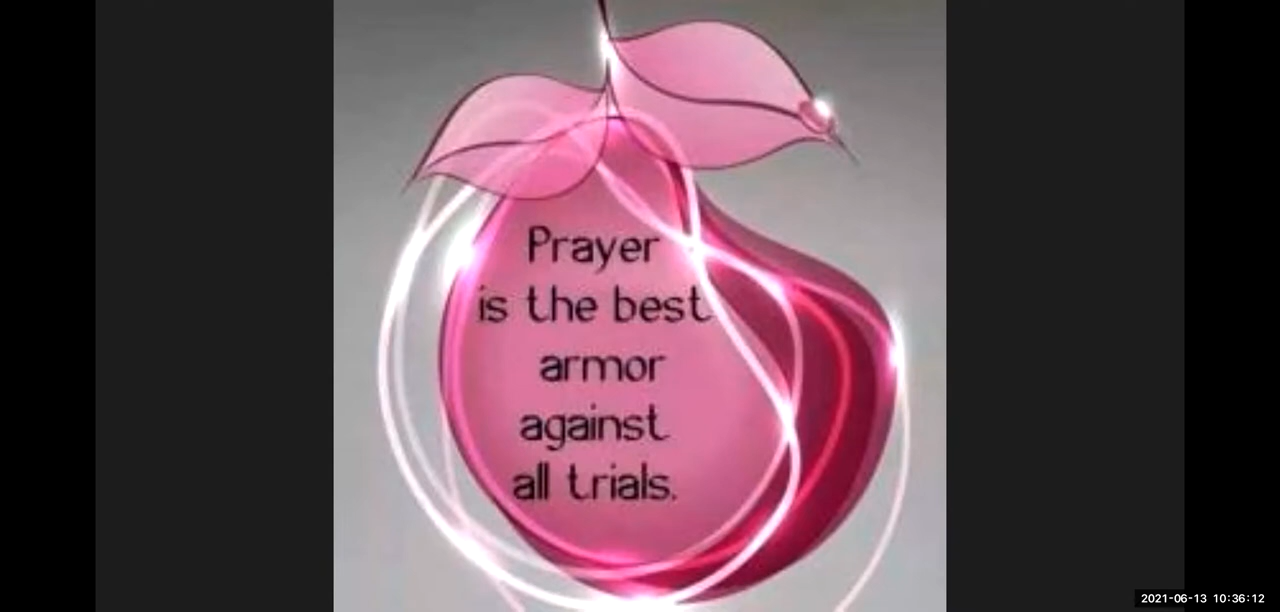 Prayer
is the best
armor
against
all trials.
2021-06-13 10:36:12